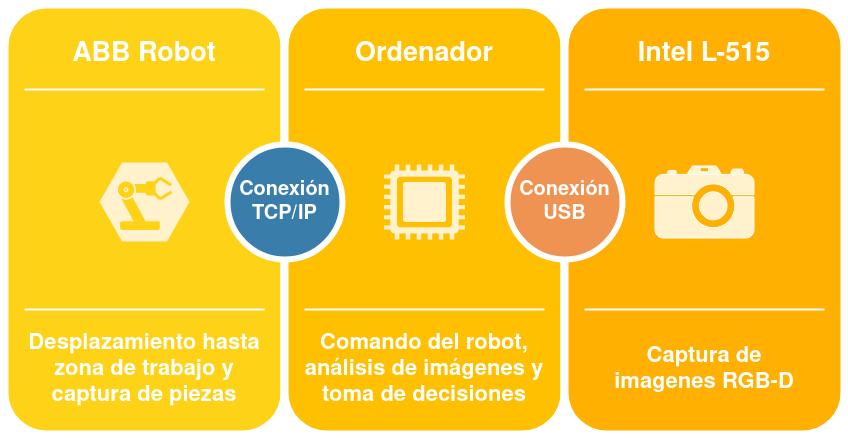 ABB Robot
Ordenador
Intel L-515
Conexión
TCP/IP
Conexión
USB
Desplazamiento hasta
zona de trabajo y
captura de piezas
Comando del robot,
análisis de imágenes y
toma de decisiones
Captura de
imagenes RGB-D